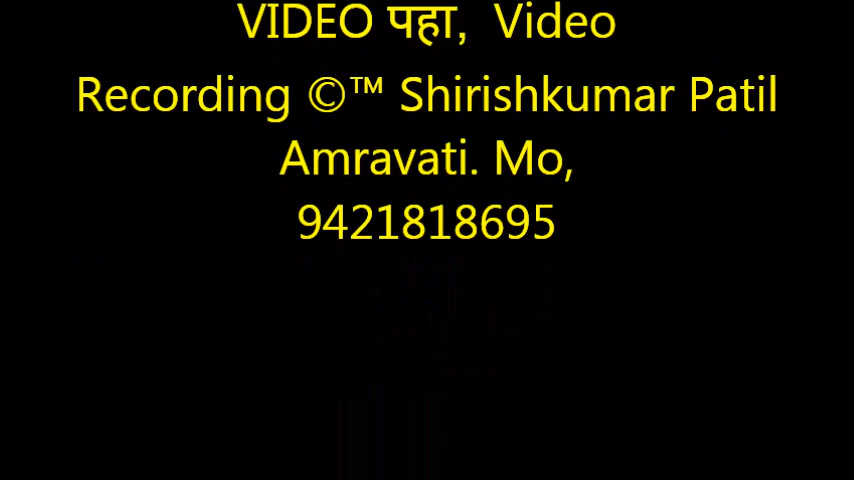 VIDEO पहा, Video
Recording ©™ Shirishkumar Patil
Amravati. Mo,
9421818695